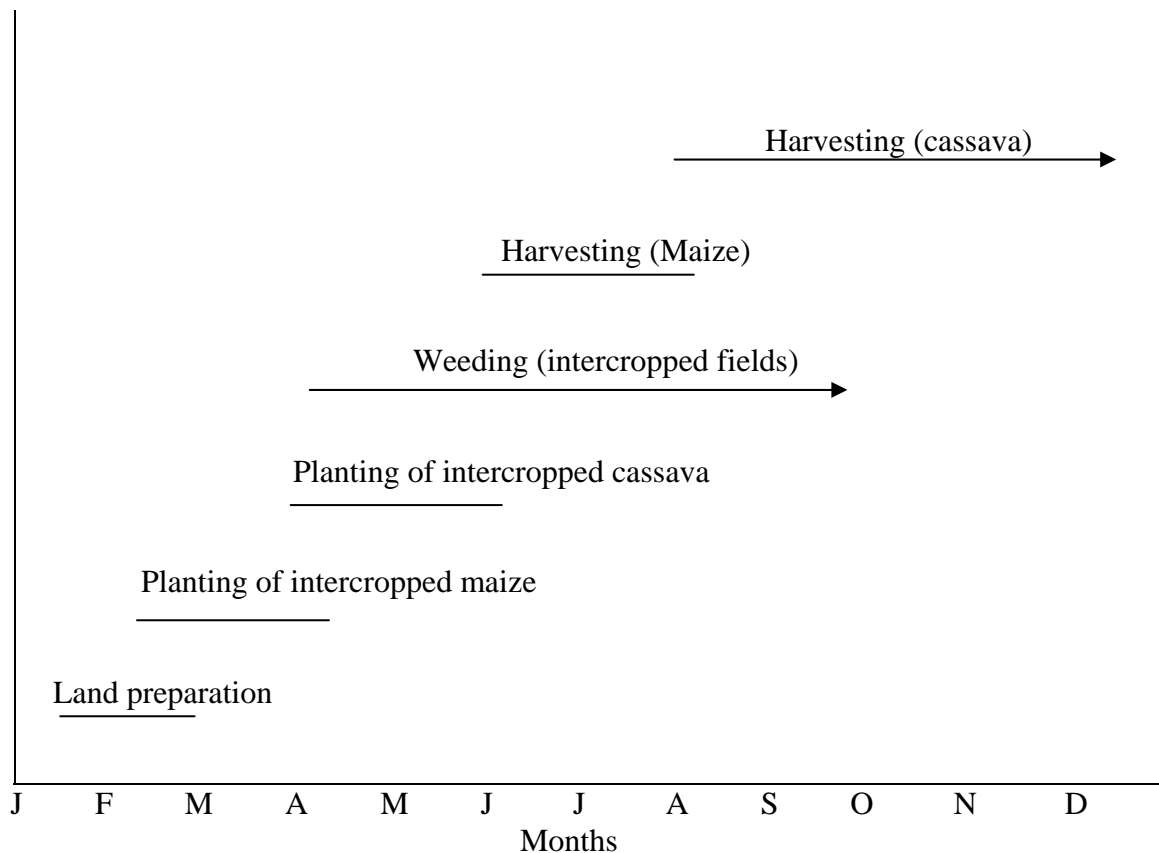 Harvesting (cassava)
Harvesting (Maize)
Weeding (intercropped fields)
Planting of intercropped cassava
Planting of intercropped maize
Land preparation
J F M A M J J A S O N D
Months